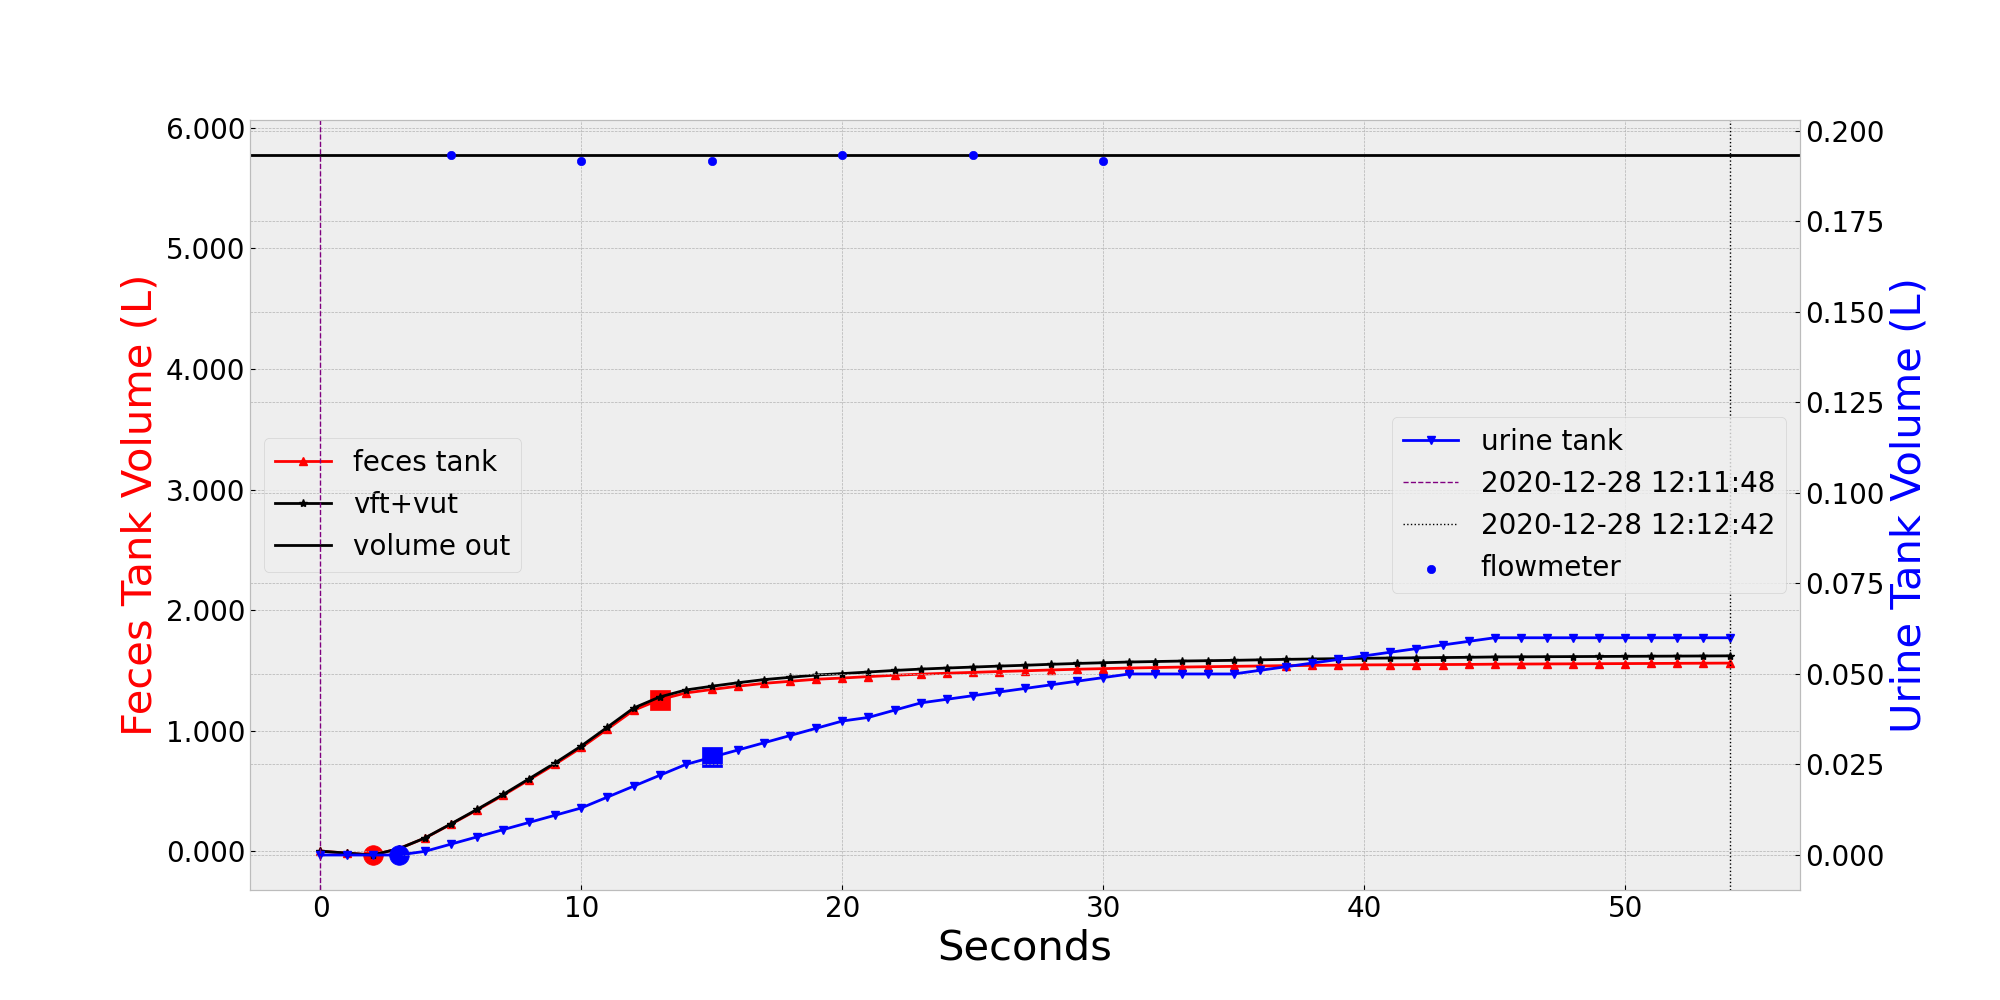 6.000
5.000
4.000
3.000
2.000
1.000
0.000
Feces Tank Volume (L)
feces tank
vft+vut
volume out
0.200
0.175
0.150
0.125
0.100
0.075
0.050
0.025
0.000
Urine Tank Volume (L)
urine tank
2020-12-28 12:11:48
2020-12-28 12:12:42
flowmeter
0 10 20 30 40 50
Seconds